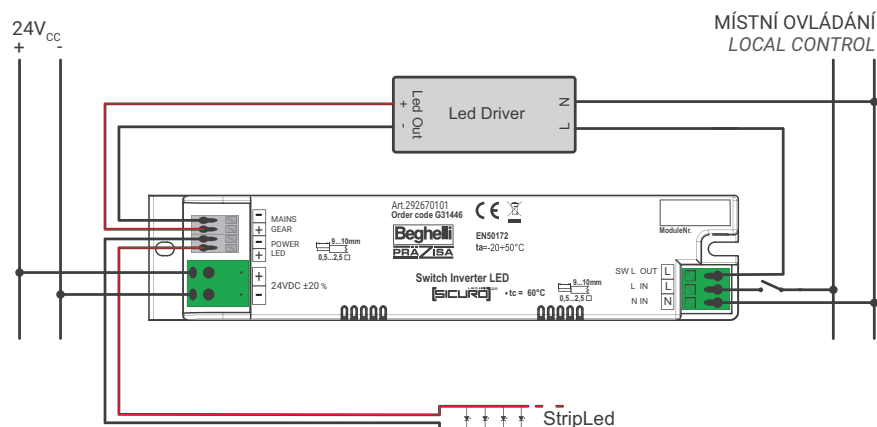 24Vcc
+ -
MÍSTNÍ OVLÁDÁNÍ
LOCAL CONTROL
+ Led Out -
Led Driver
N
L
- MAINS
+ GEAR
- POWER
+ LED
9...10mm
0,5...2,5
+
24VDC ±20 %
-
Art.292670101
Order code G31446
CE
Beghelli
PRÄZISA
EN50172
ta=-20÷50°C
Switch Inverter LED
SICURO
• tc = 60°C
9...10mm
0,5...2,5
ModuleNr.
SW L OUT L
L IN L
N IN N
StripLed